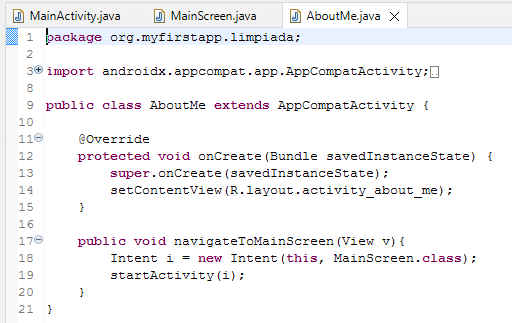 MainActivity.java MainScreen.java AboutMe.java
1 package org.myfirstapp.limpiada;
2
3 import androidx.appcompat.app.AppCompatActivity;
8
9 public class AboutMe extends AppCompatActivity {
10
11 @Override
12 protected void onCreate(Bundle savedInstanceState) {
13 super.onCreate(savedInstanceState);
14 setContentView(R.layout.activity_about_me);
15 }
16
17 public void navigateToMainScreen(View v){
18 Intent i = new Intent(this, MainScreen.class);
19 startActivity(i);
20 }
21 }